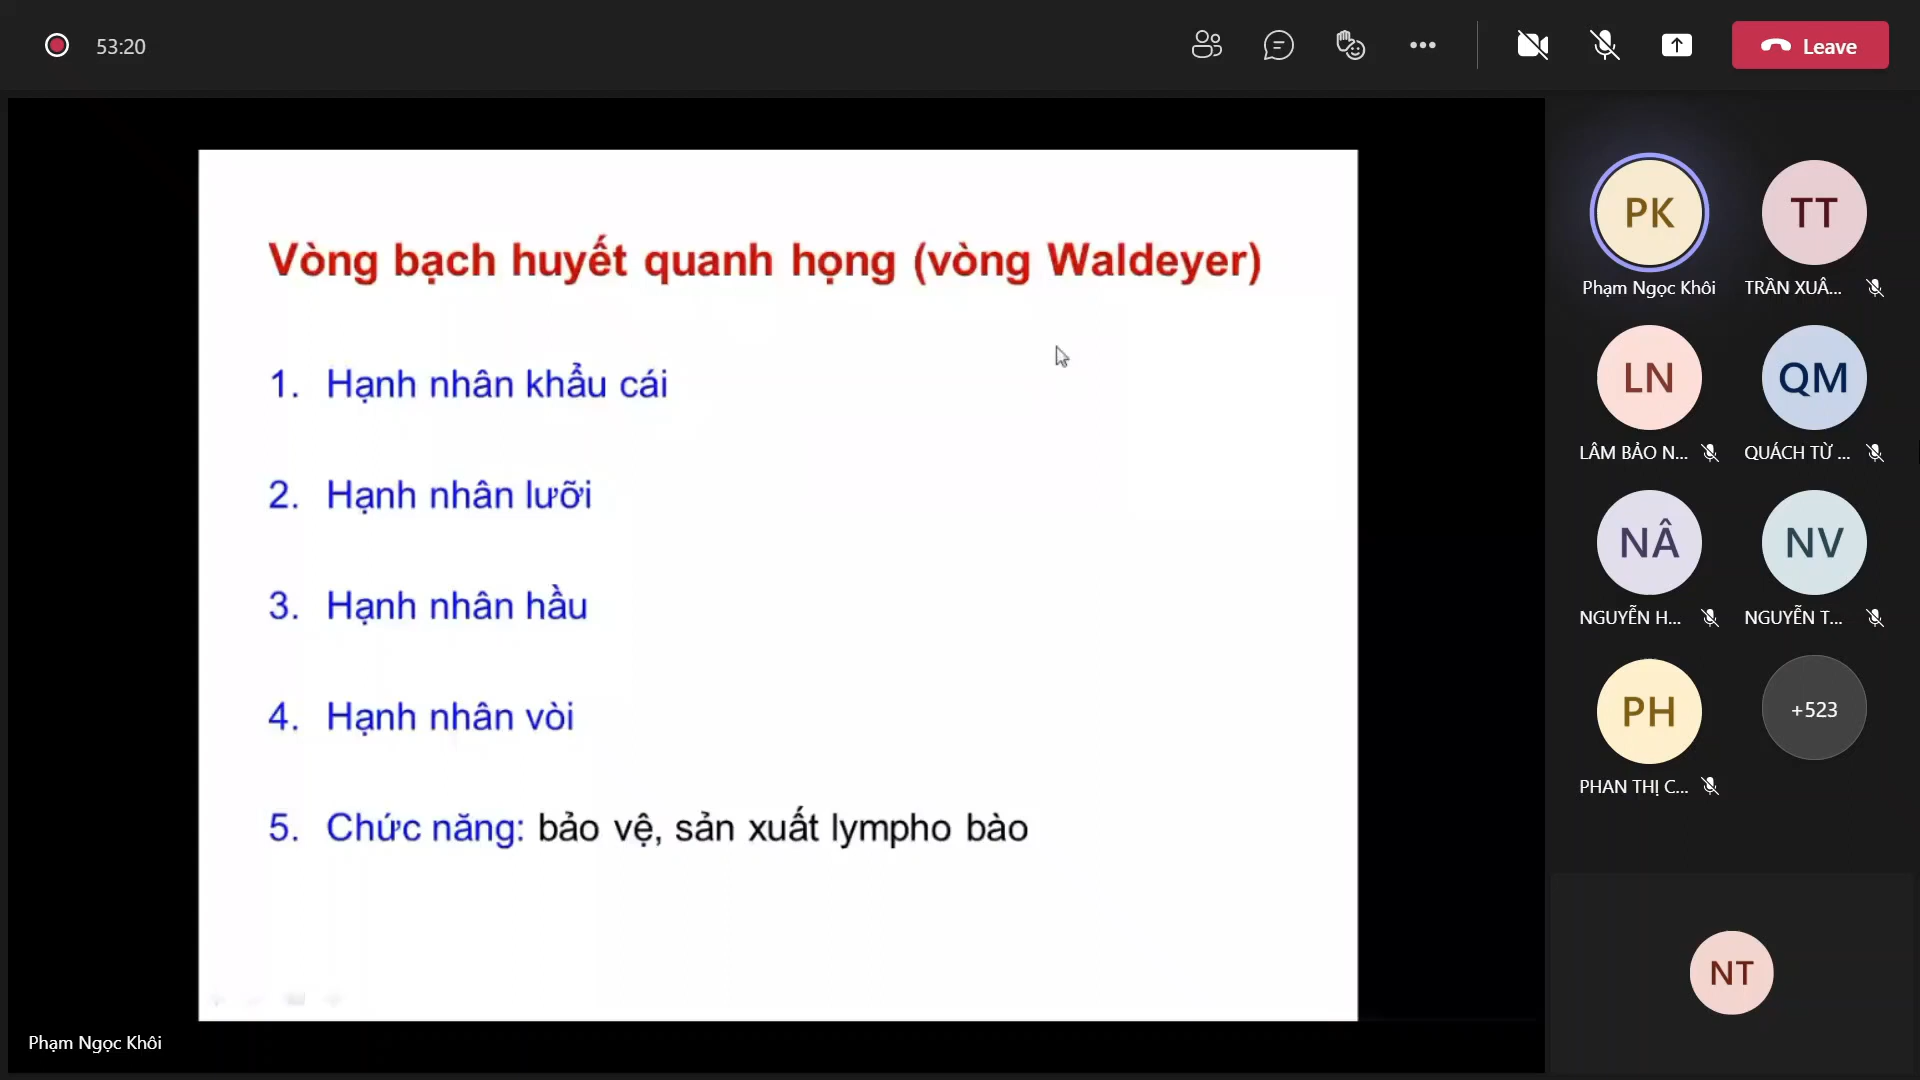 53:20
Leave
Vòng bạch huyết quanh họng (vòng Waldeyer)
1. Hạnh nhân khẩu cái
2. Hạnh nhân lưỡi
3. Hạnh nhân hầu
4. Hạnh nhân vòi
5. Chức năng: bảo vệ, sản xuất lympho bào
Phạm Ngọc Khôi
PK
TT
Phạm Ngọc Khôi
TRẦN XUÂ...
LN
QM
LÂM BẢO N...
QUÁCH TỪ ...
NÂ
NV
NGUYỄN H...
NGUYỄN T...
PH
+523
PHAN THỊ C...
NT